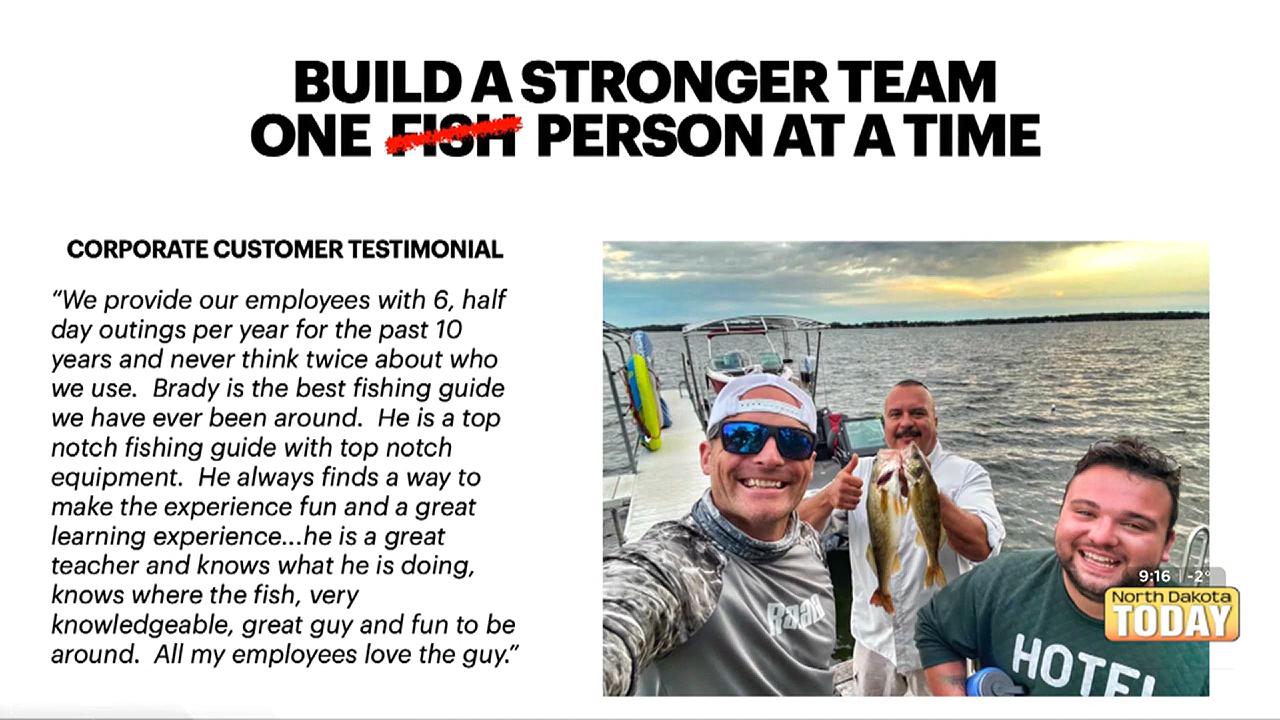 BUILD A STRONGER TEAM
ONE FISH PERSON AT A TIME
CORPORATE CUSTOMER TESTIMONIAL
“We provide our employees with 6, half
day outings per year for the past 10
years and never think twice about who
we use.  Brady is the best fishing guide
we have ever been around.  He is a top
notch fishing guide with top notch
equipment.  He always finds a way to
make the experience fun and a great
learning experience...he is a great
teacher and knows what he is doing,
knows where the fish, very
knowledgeable, great guy and fun to be
around.  All my employees love the guy.”
HOTEL
9:16 | -2°
North Dakota
TODAY